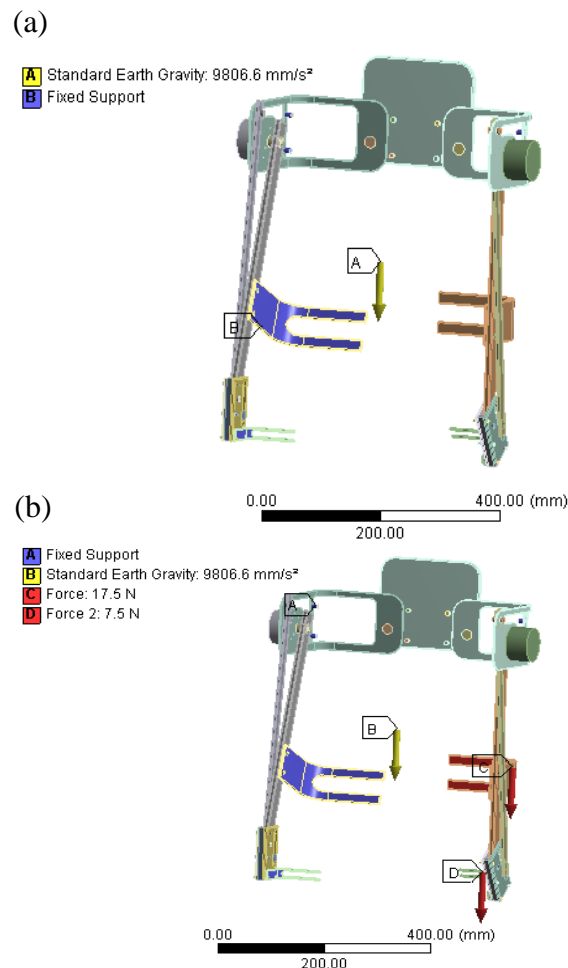 (a)
A Standard Earth Gravity: 9806.6 mm/s²
B Fixed Support
A
B
0.00 400.00 (mm)
200.00
(b)
A Fixed Support
B Standard Earth Gravity: 9806.6 mm/s²
C Force: 17.5 N
D Force 2: 7.5 N
A
B
C
D
0.00 400.00 (mm)
200.00